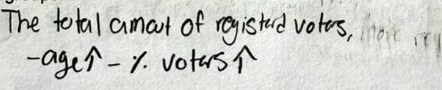 The total amout of registerd voters,
-age↑ - % voters↑